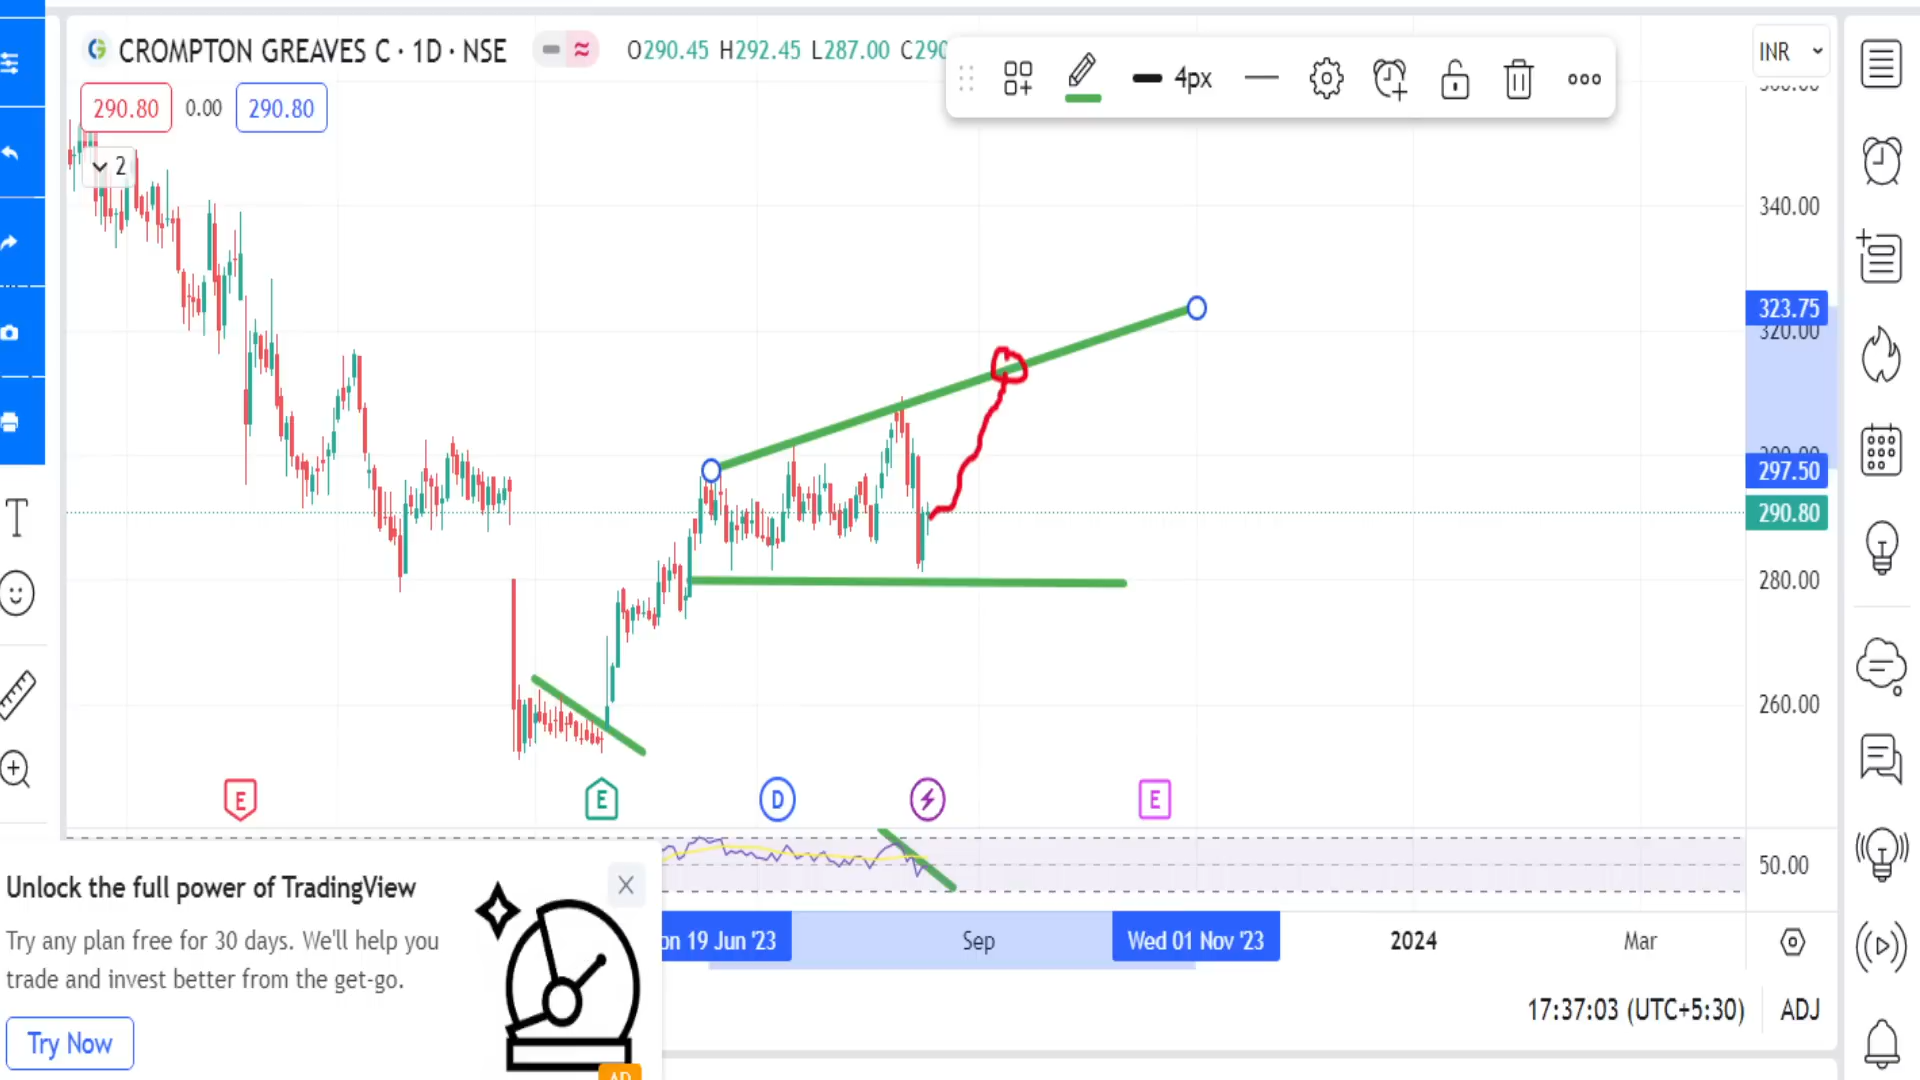 CROMPTON GREAVES C · 1D · NSE
O290.45 H292.45 L287.00 C290
4px
INR
290.80 0.00 290.80
2
340.00
323.75
320.00
297.50
290.80
280.00
260.00
E E D E
50.00
19 Jun '23 Sep Wed 01 Nov '23 2024 Mar
17:37:03 (UTC+5:30) ADJ
Unlock the full power of TradingView
Try any plan free for 30 days. We'll help you
trade and invest better from the get-go.
Try Now